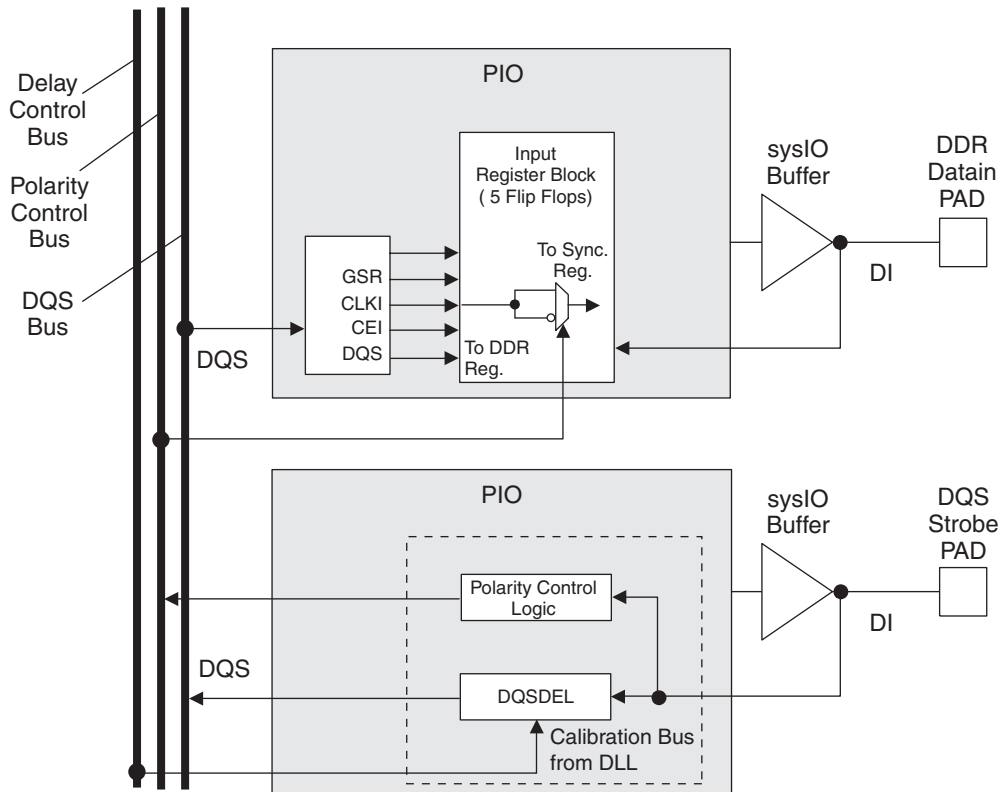 Delay
Control
Bus
Polarity
Control
Bus
DQS
Bus
PIO
Input
Register Block
( 5 Flip Flops)
To Sync.
Reg.
GSR
CLKI
CEI
DQS
To DDR
Reg.
DQS
sysIO
Buffer
DDR
Datain
PAD
DI
PIO
Polarity Control
Logic
DQS
DQSDEL
Calibration Bus
from DLL
sysIO
Buffer
DQS
Strobe
PAD
DI